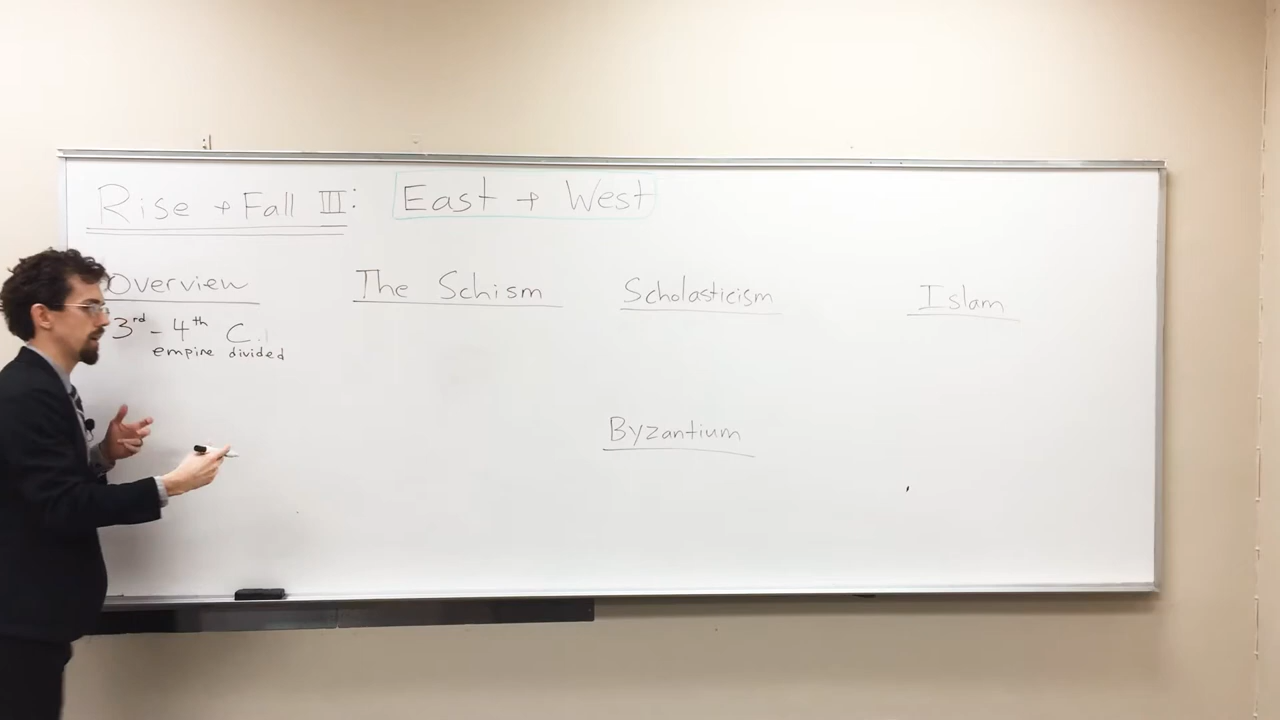 Rise + Fall III: East + West
Overview
3rd - 4th C.
empire divided
The Schism
Scholasticism
Byzantium
Islam